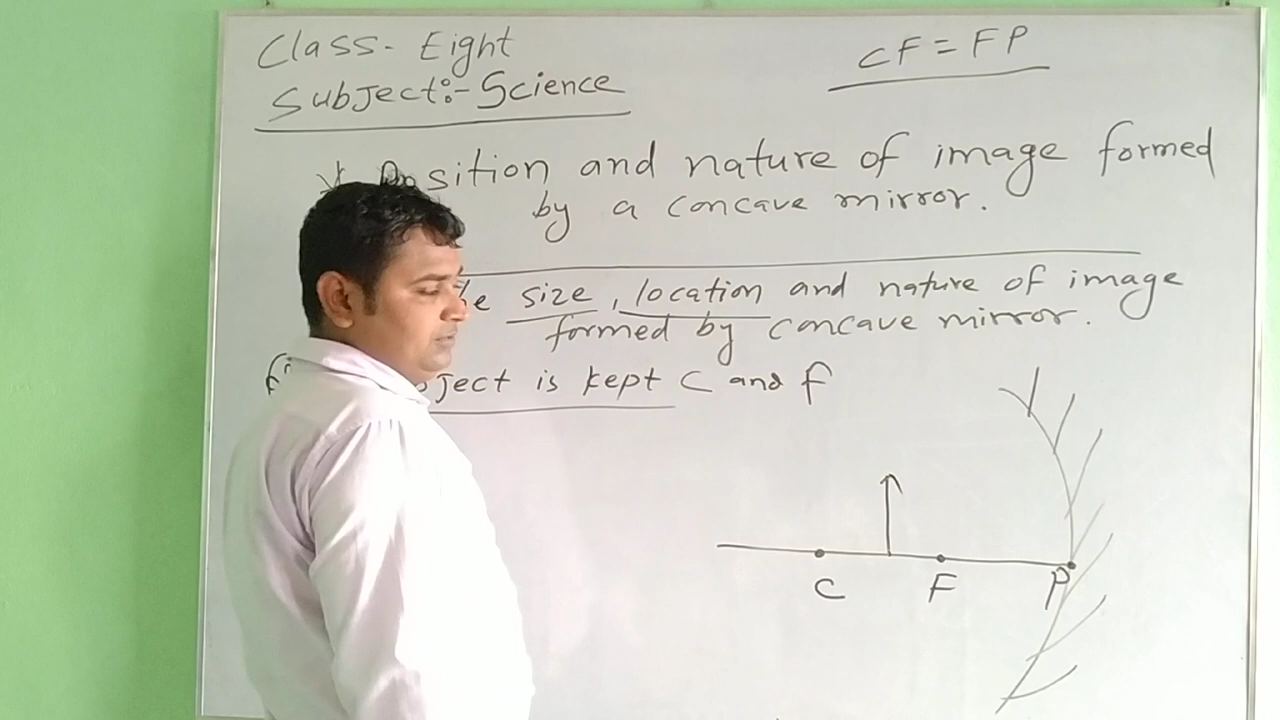 Class- Eight
Subject:- Science
CF = FP
Position and nature of image formed
by a concave mirror.
size, location and nature of image
formed by concave mirror.
is kept C and F
C F P